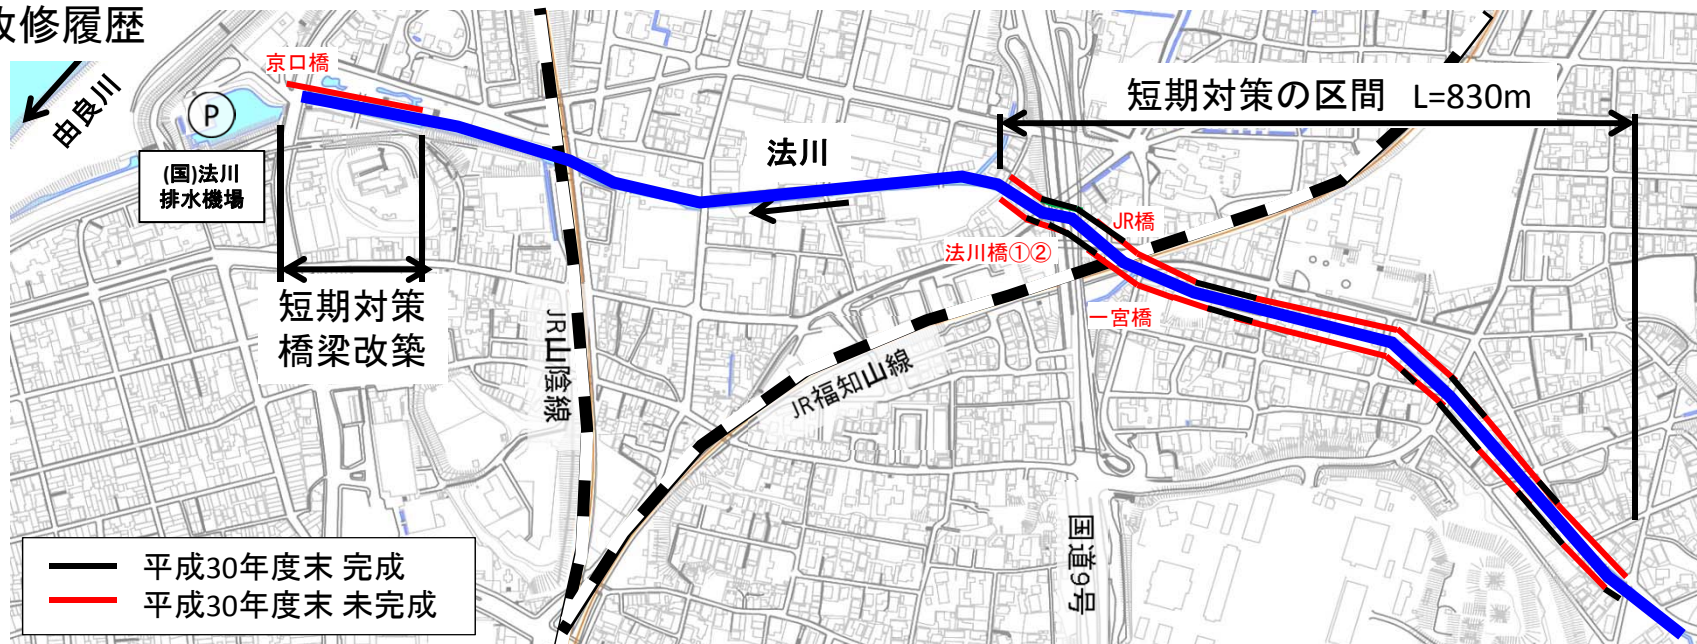 改修履歴
京口橋
由良川
P
(国)法川
排水機場
短期対策の区間 L=830m
法川
JR橋
法川橋①②
一宮橋
短期対策
橋梁改築
JR山陰線
JR福知山線
国道9号
平成30年度末 完成
平成30年度末 未完成